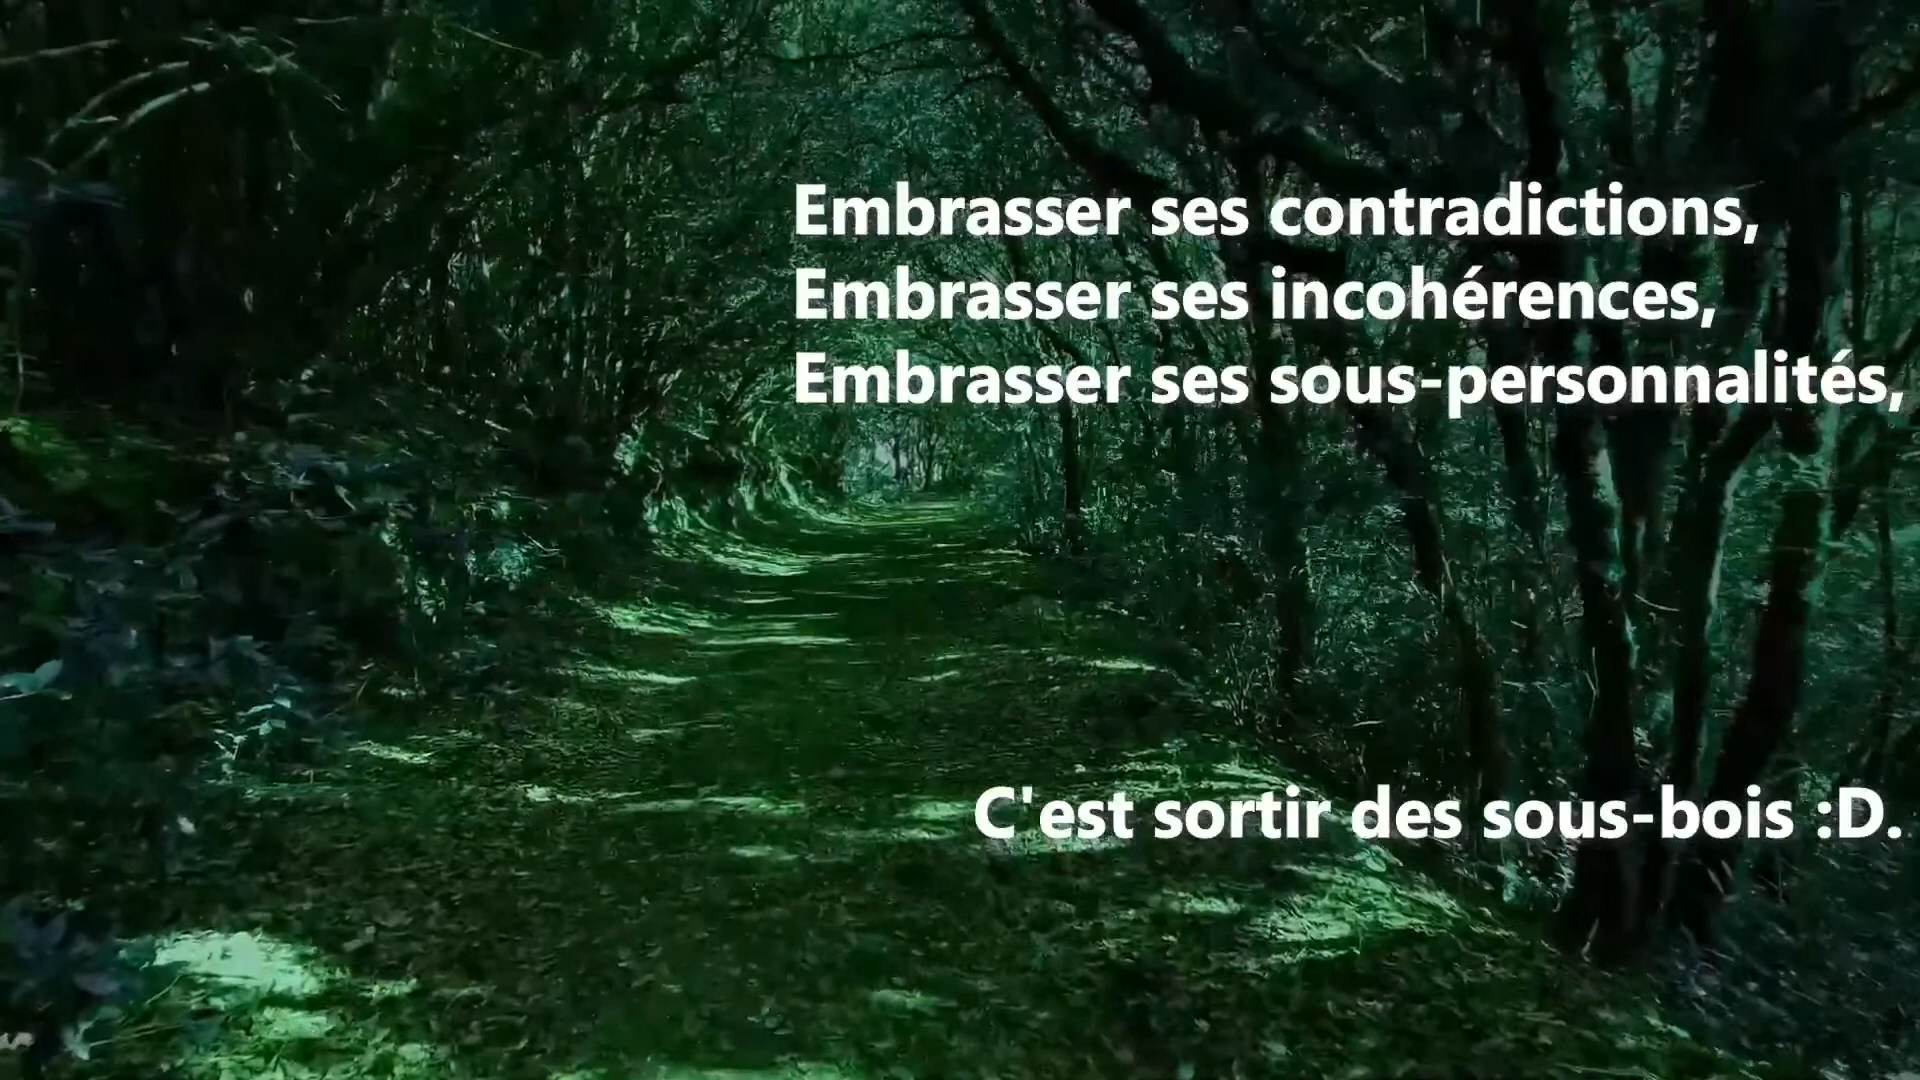 Embrasser ses contradictions,
Embrasser ses incohérences,
Embrasser ses sous-personnalités,
C'est sortir des sous-bois :D.